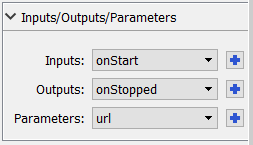 Inputs/Outputs/Parameters
Inputs: onStart
Outputs: onStopped
Parameters: url